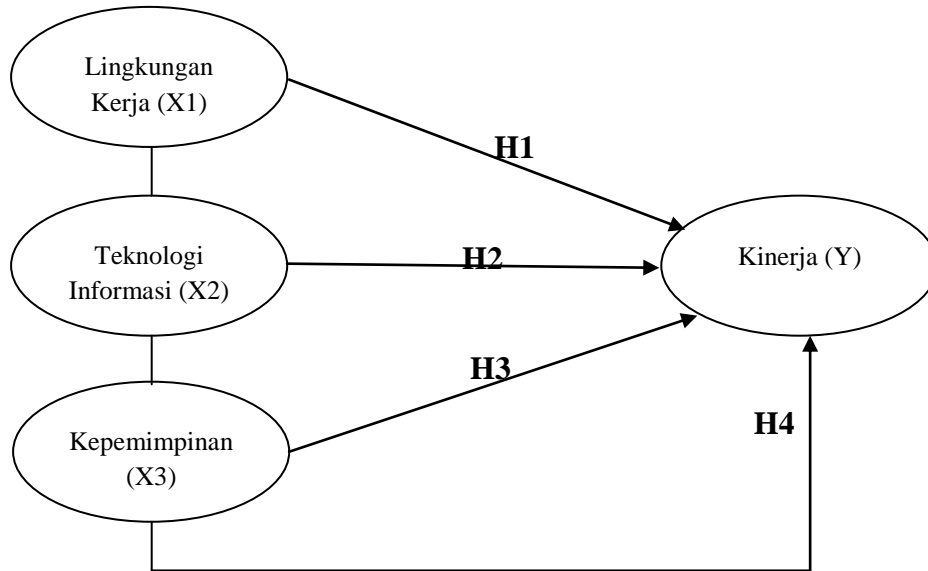 Lingkungan
Kerja (X1)
H1
Teknologi
Informasi (X2)
H2
Kinerja (Y)
H3
Kepemimpinan
(X3)
H4